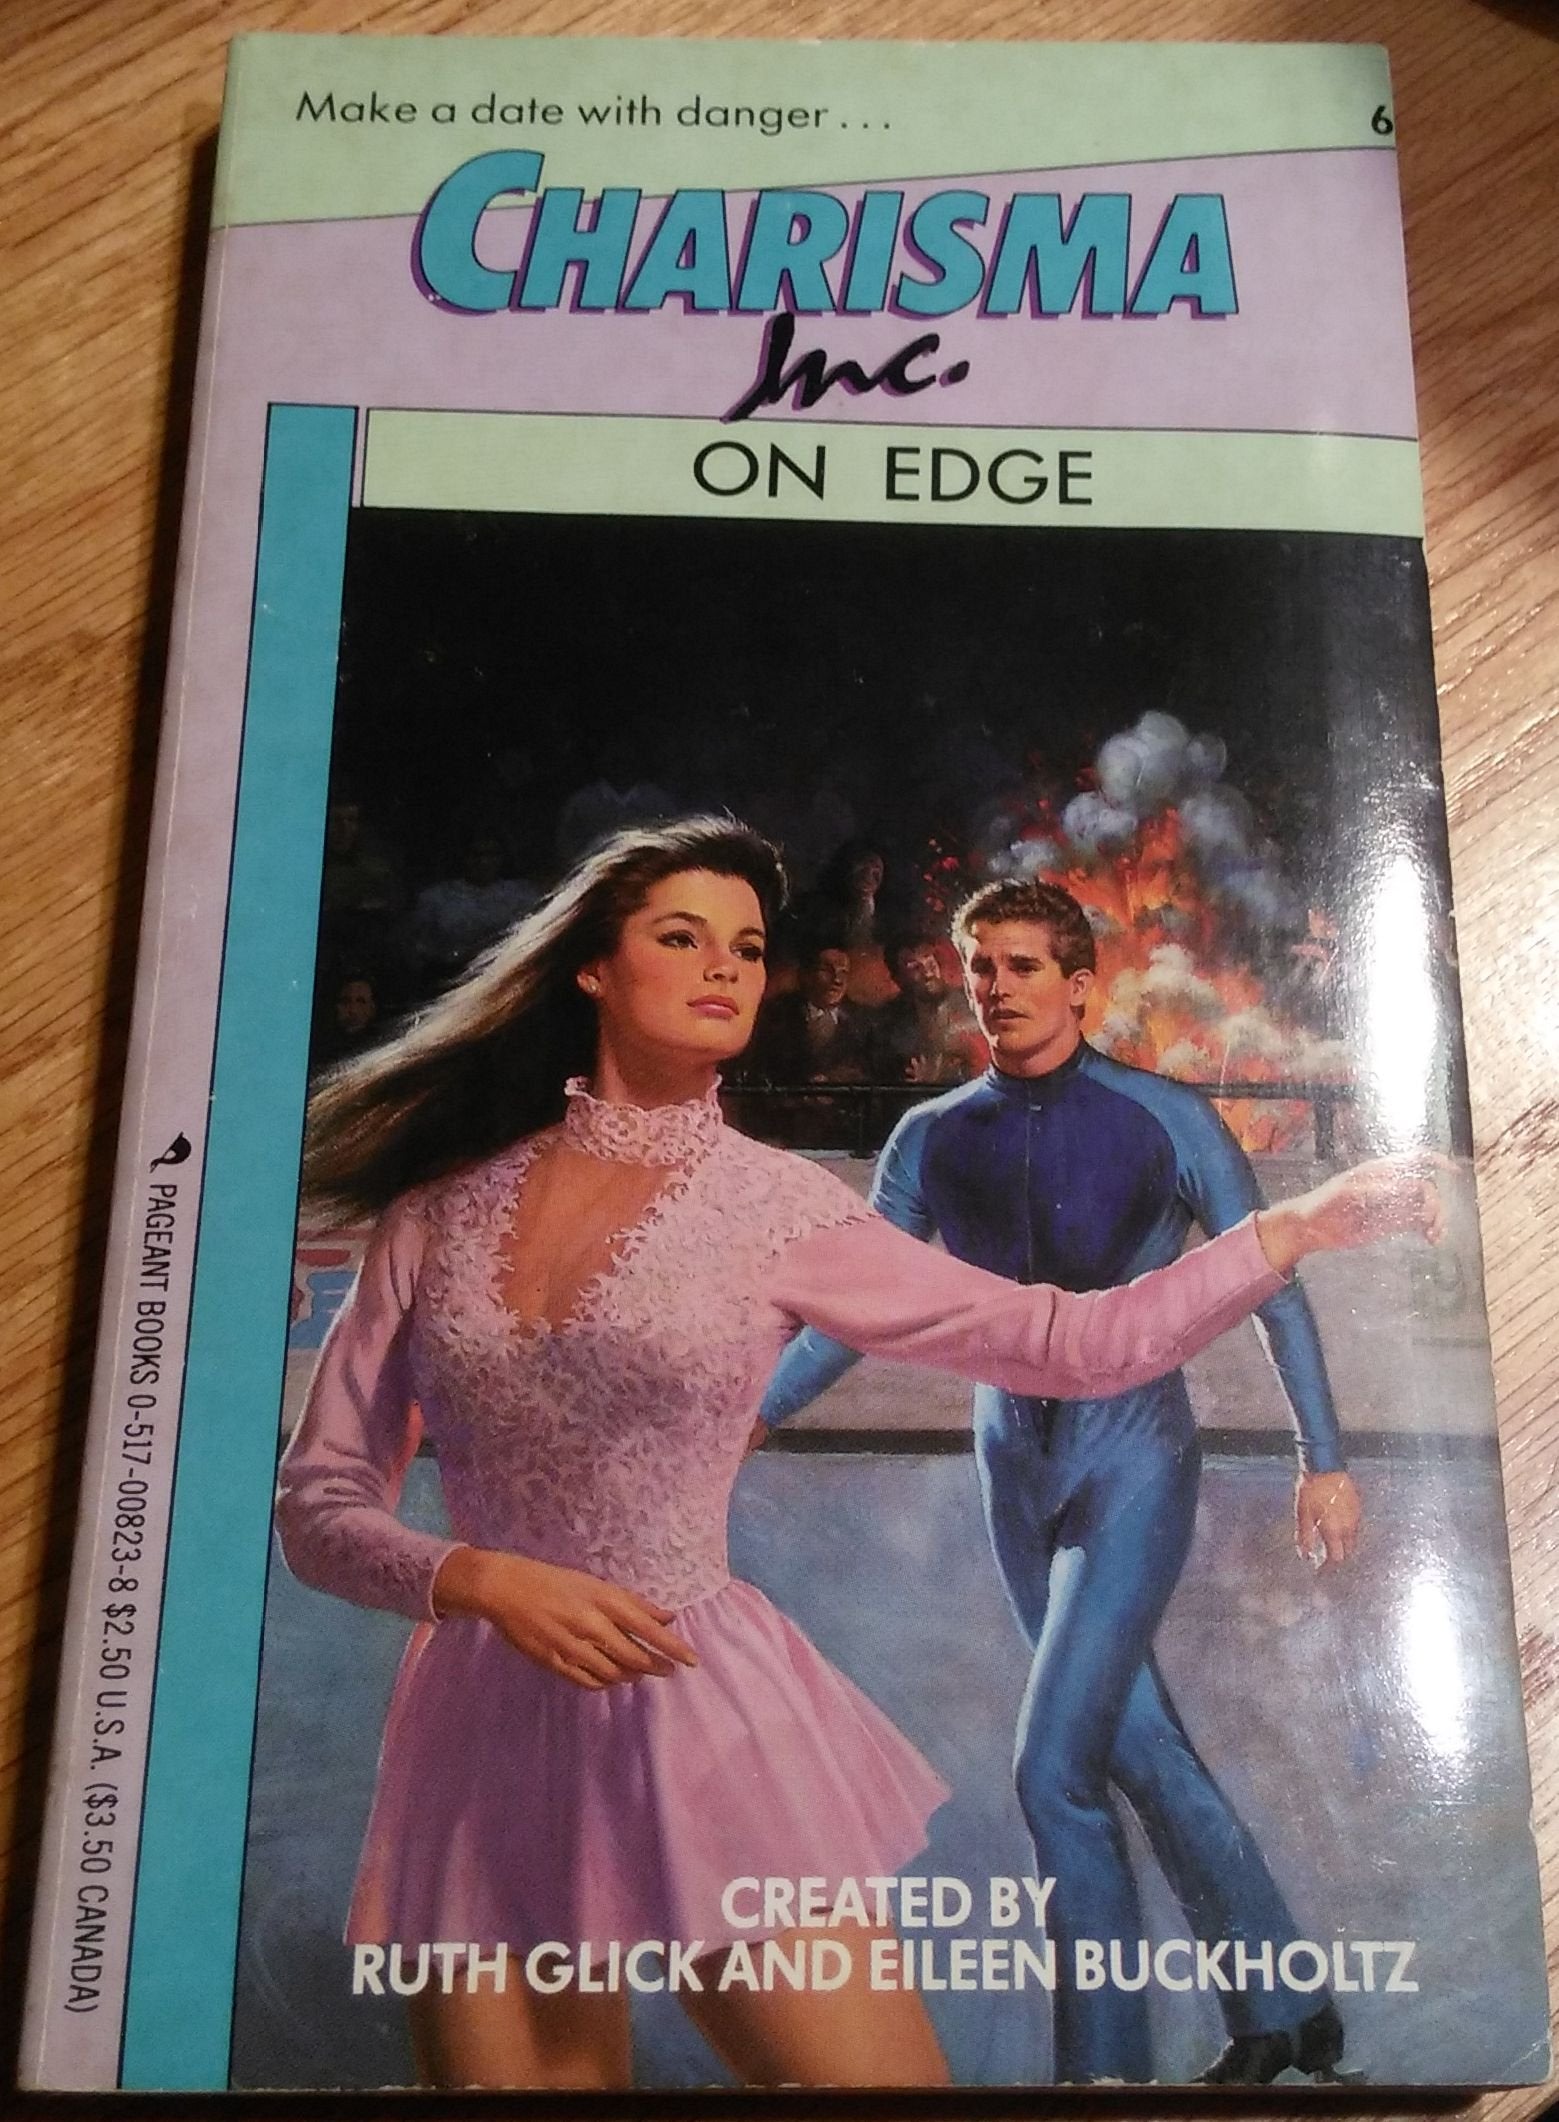 Make a date with danger . . .
6
CHARISMA
Inc.
ON EDGE
PAGEANT BOOKS 0-517-00823-8 $2.50 U.S.A. ($3.50 CANADA)
CREATED BY
RUTH GLICK AND EILEEN BUCKHOLTZ